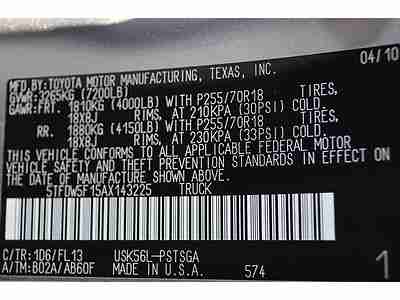 04/10
MFD. BY: TOYOTA MOTOR MANUFACTURING, TEXAS, INC.
GVWR: 3265KG (7200LB)
GAWR: FRT. 1810KG (4000LB) WITH P255/70R18 TIRES,
18X8J RIMS, AT 210KPA (30PSI) COLD.
RR. 1880KG (4150LB) WITH P255/70R18 TIRES,
18X8J RIMS, AT 230KPA (33PSI) COLD.
THIS VEHICLE CONFORMS TO ALL APPLICABLE FEDERAL MOTOR
VEHICLE SAFETY AND THEFT PREVENTION STANDARDS IN EFFECT
ON THE DATE OF MANUFACTURE SHOWN ABOVE.
5TFDW5F15AX143225 TRUCK
C/TR: 1D6/FL13 USK56L-PSTSGA
A/TM: B02A/AB60F MADE IN U.S.A. 574 1